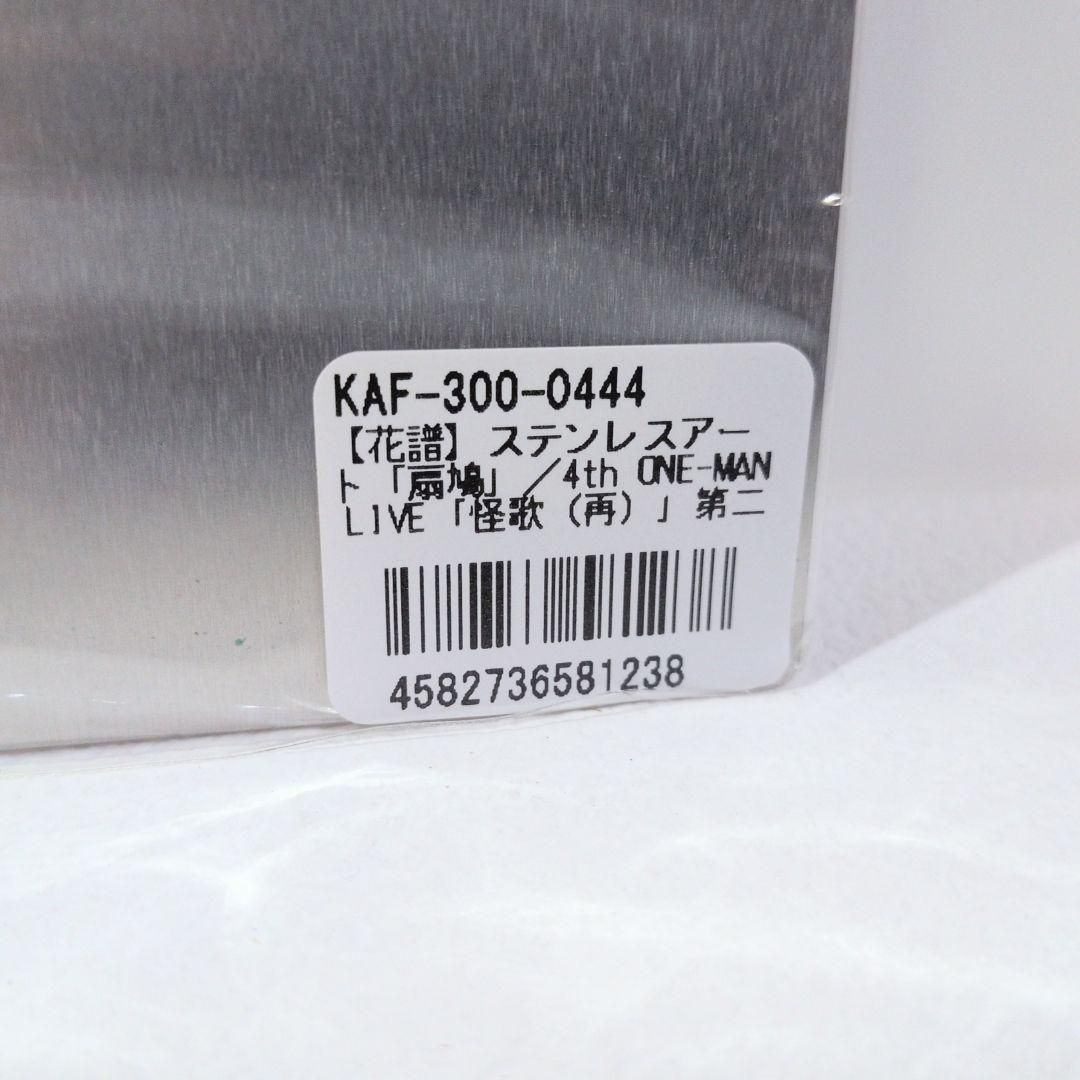 KAF-300-0444
【花譜】ステンレスアー
ト「扇鳩」／4th ONE-MAN
LIVE「怪歌（再）」第二
4582736581238